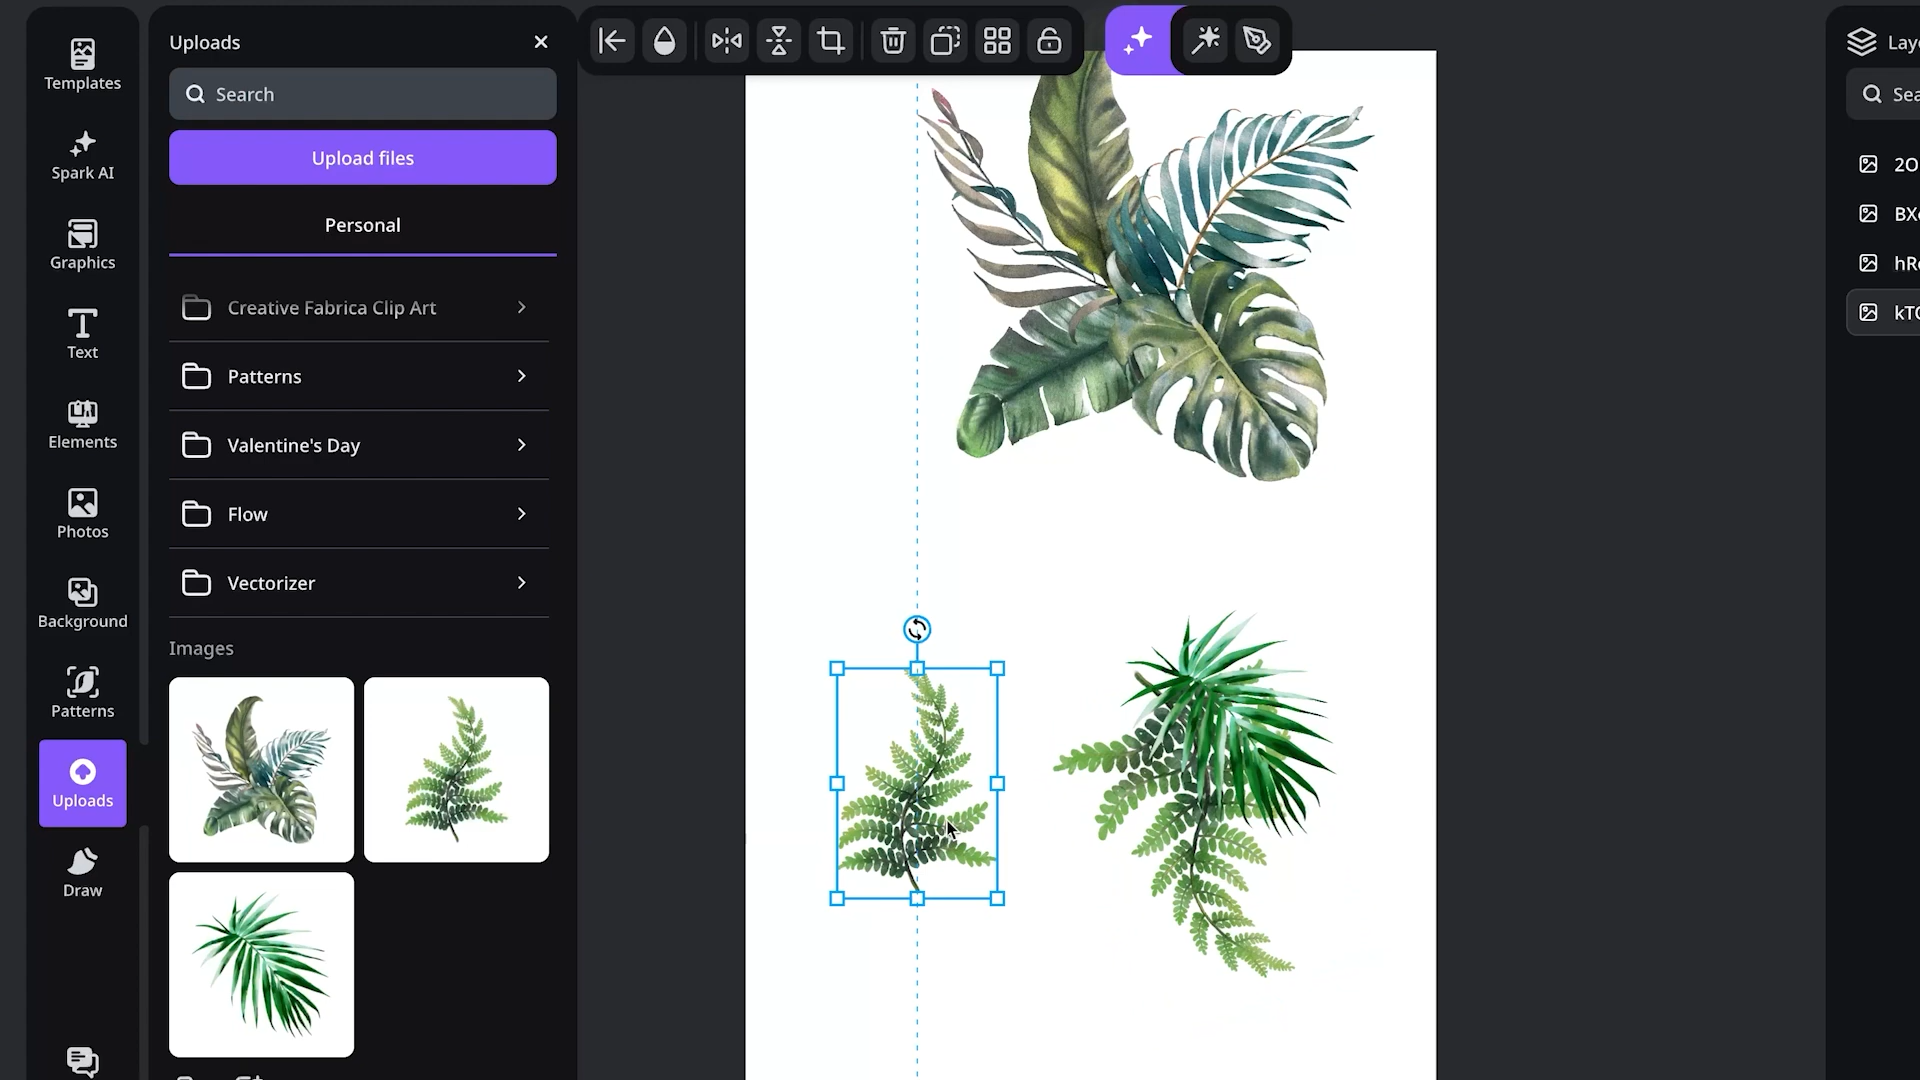 Templates
Spark AI
Graphics
Text
Elements
Photos
Background
Patterns
Uploads
Draw
Uploads
Search
Upload files
Personal
Creative Fabrica Clip Art
Patterns
Valentine's Day
Flow
Vectorizer
Images
Laye
Sea
2O
BX
hR
kT